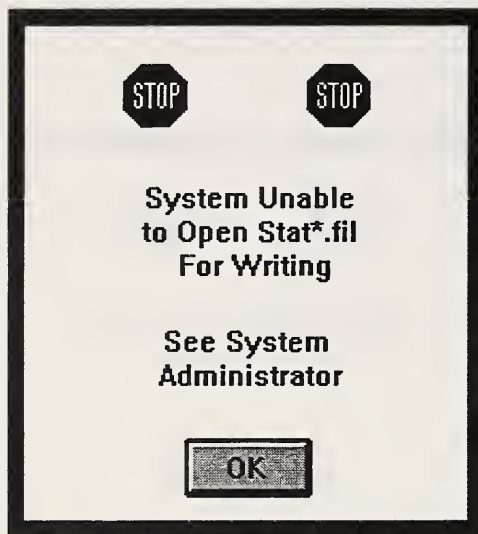 STOP STOP
System Unable
to Open Stat*.fil
For Writing
See System
Administrator
OK